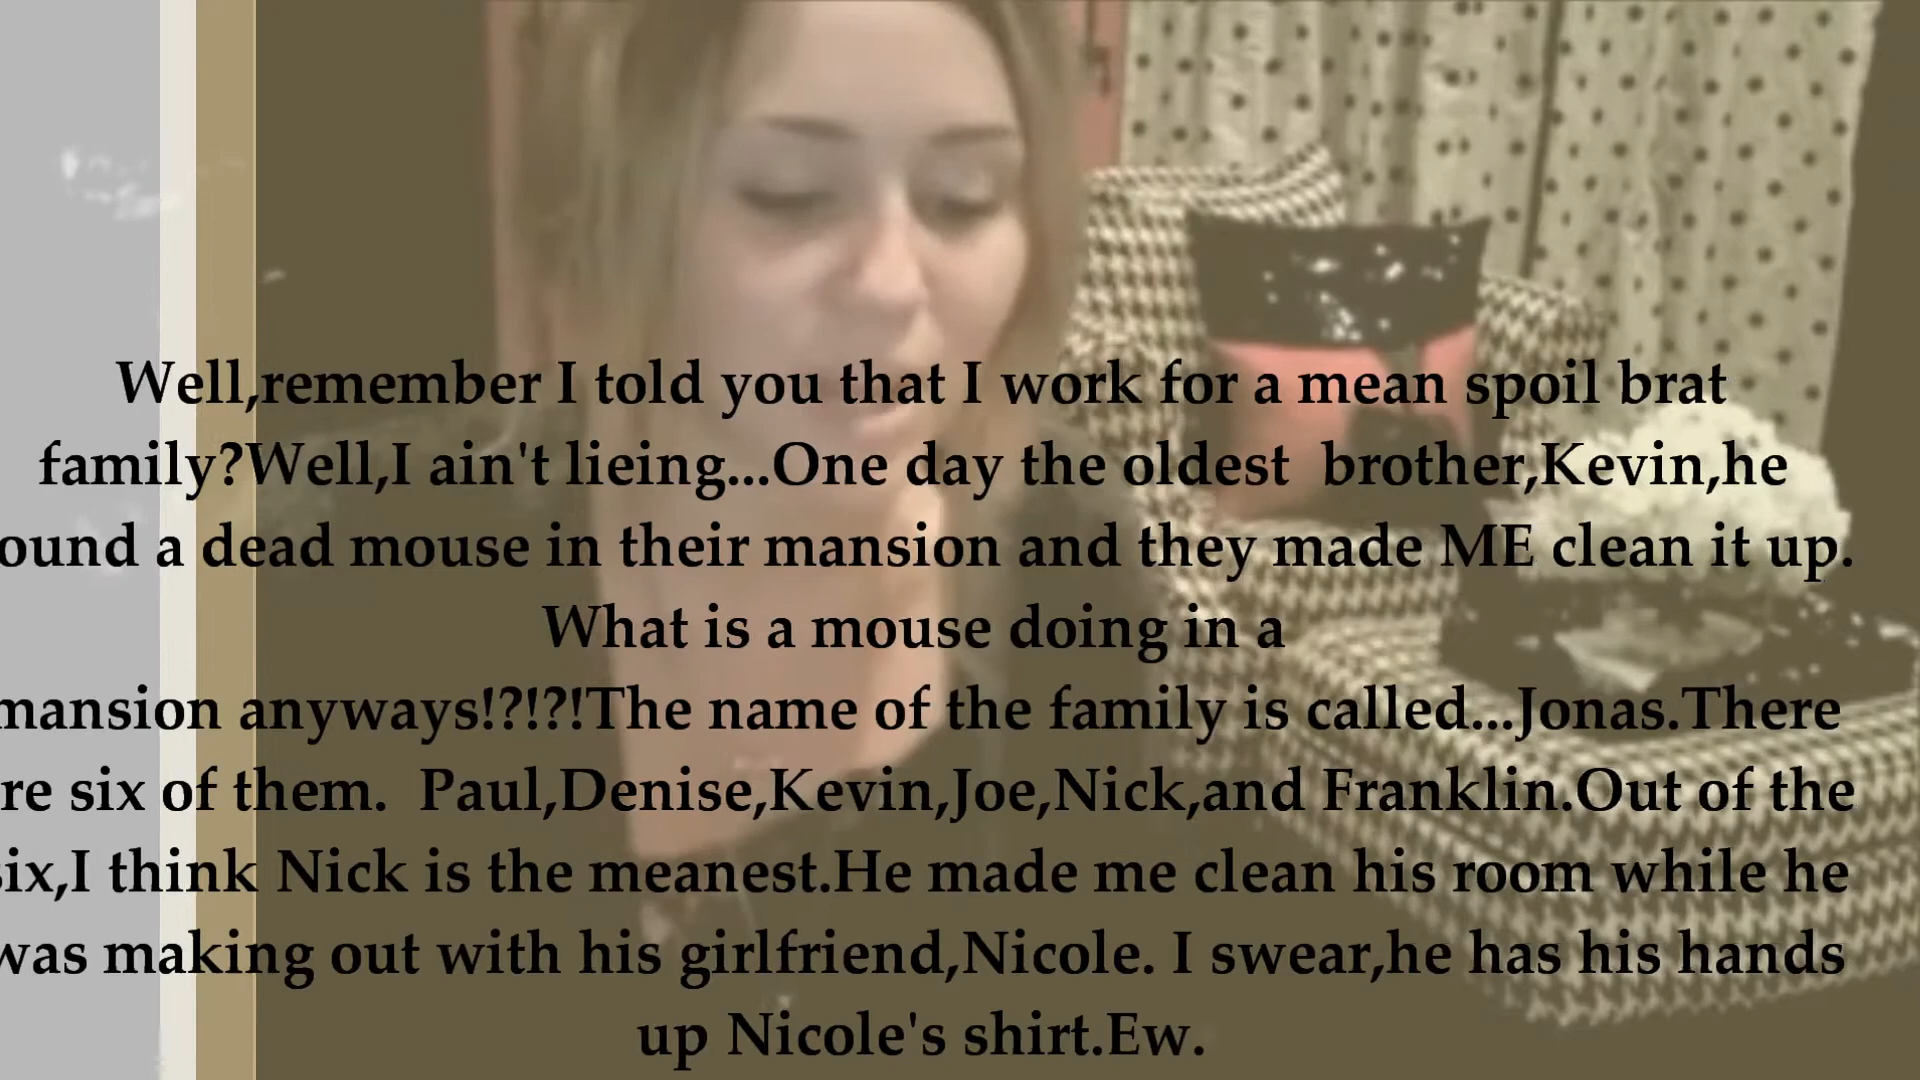 Well,remember I told you that I work for a mean spoil brat
family?Well,I ain't lieing...One day the oldest  brother,Kevin,he
ound a dead mouse in their mansion and they made ME clean it up.
What is a mouse doing in a
mansion anyways!?!?!The name of the family is called...Jonas.There
re six of them.  Paul,Denise,Kevin,Joe,Nick,and Franklin.Out of the
six,I think Nick is the meanest.He made me clean his room while he
was making out with his girlfriend,Nicole. I swear,he has his hands
up Nicole's shirt.Ew.